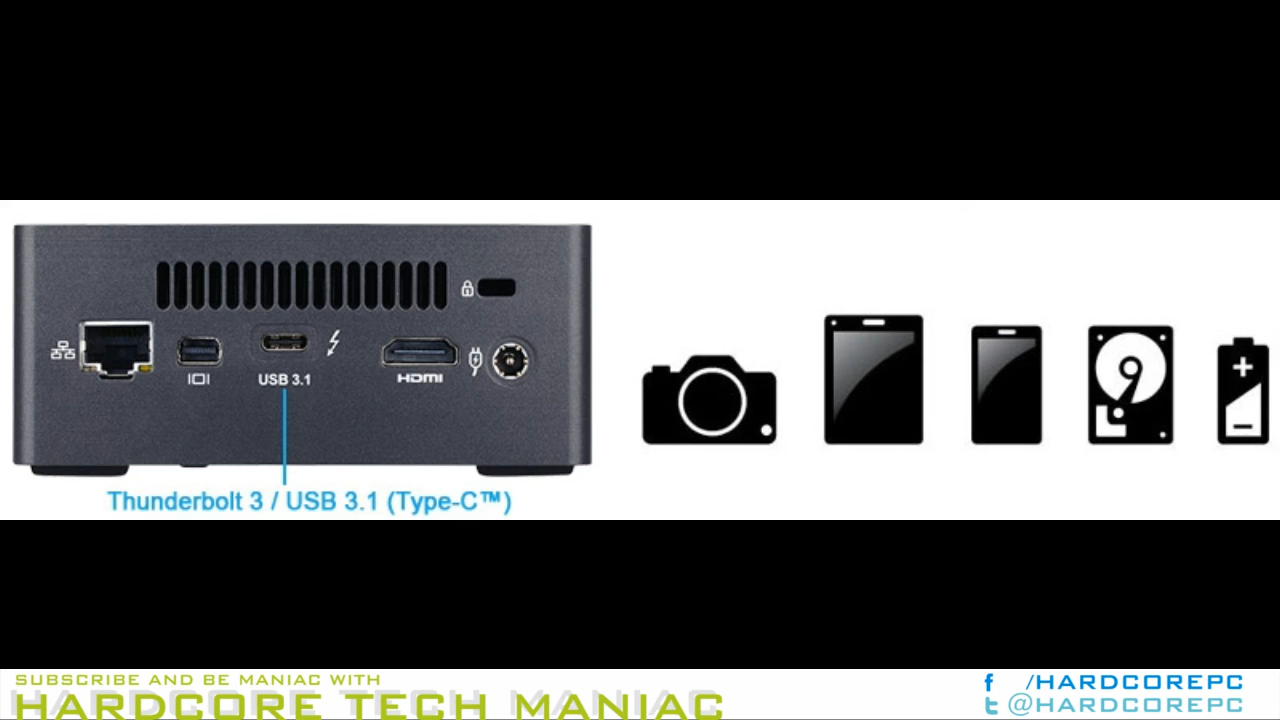 USB 3.1
HDMI
Thunderbolt 3 / USB 3.1 (Type-C™)
SUBSCRIBE AND BE MANIAC WITH
HARDCORE TECH MANIAC
f /HARDCOREPC
t @HARDCOREPC